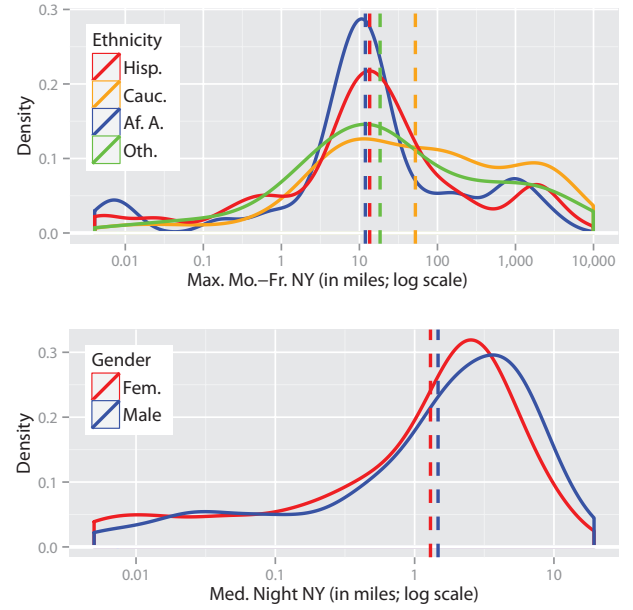 Ethnicity
Hisp.
Cauc.
Af. A.
Oth.
Density
0.3
0.2
0.1
0.0
0.01 0.1 1 10 100 1,000 10,000
Max. Mo.−Fr. NY (in miles; log scale)
Gender
Fem.
Male
Density
0.3
0.2
0.1
0.0
0.01 0.1 1 10
Med. Night NY (in miles; log scale)